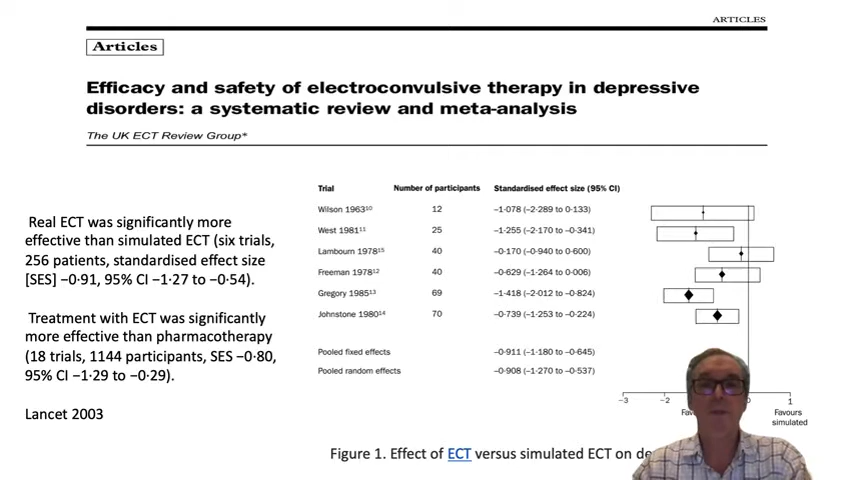 ARTICLES
Articles
Efficacy and safety of electroconvulsive therapy in depressive
disorders: a systematic review and meta-analysis
The UK ECT Review Group*
Real ECT was significantly more
effective than simulated ECT (six trials,
256 patients, standardised effect size
[SES] −0·91, 95% CI −1·27 to −0·54).
Treatment with ECT was significantly
more effective than pharmacotherapy
(18 trials, 1144 participants, SES −0·80,
95% CI −1·29 to −0·29).
Lancet 2003
Trial Number of participants Standardised effect size (95% CI)
Wilson 1963¹⁰ 12 −1·078 (−2·289 to 0·133)
West 1981¹¹ 25 −1·255 (−2·170 to −0·341)
Lambourn 1978¹⁵ 40 −0·170 (−0·940 to 0·600)
Freeman 1978¹² 40 −0·629 (−1·264 to 0·006)
Gregory 1985¹³ 69 −1·418 (−2·012 to −0·824)
Johnstone 1980¹⁴ 70 −0·739 (−1·253 to −0·224)
Pooled fixed effects −0·911 (−1·180 to −0·645)
Pooled random effects −0·908 (−1·270 to −0·537)
−3 −2 0 1
Favours
simulated
Figure 1. Effect of ECT versus simulated ECT on